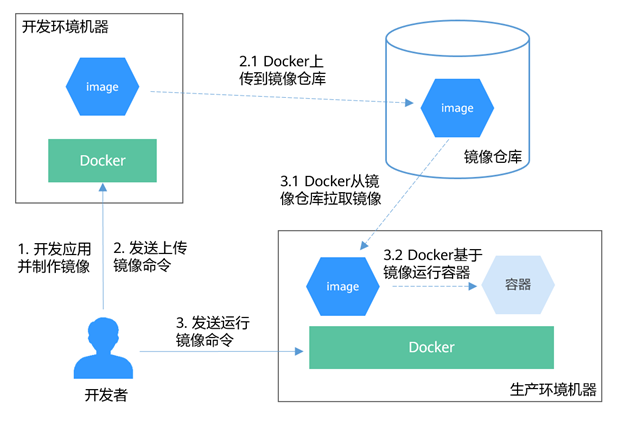 开发环境机器
image
Docker
2.1 Docker上
传到镜像仓库
image
镜像仓库
3.1 Docker从镜
像仓库拉取镜像
1. 开发应用
并制作镜像
2. 发送上传
镜像命令
3.2 Docker基于
镜像运行容器
image
容器
3. 发送运行
镜像命令
Docker
生产环境机器
开发者